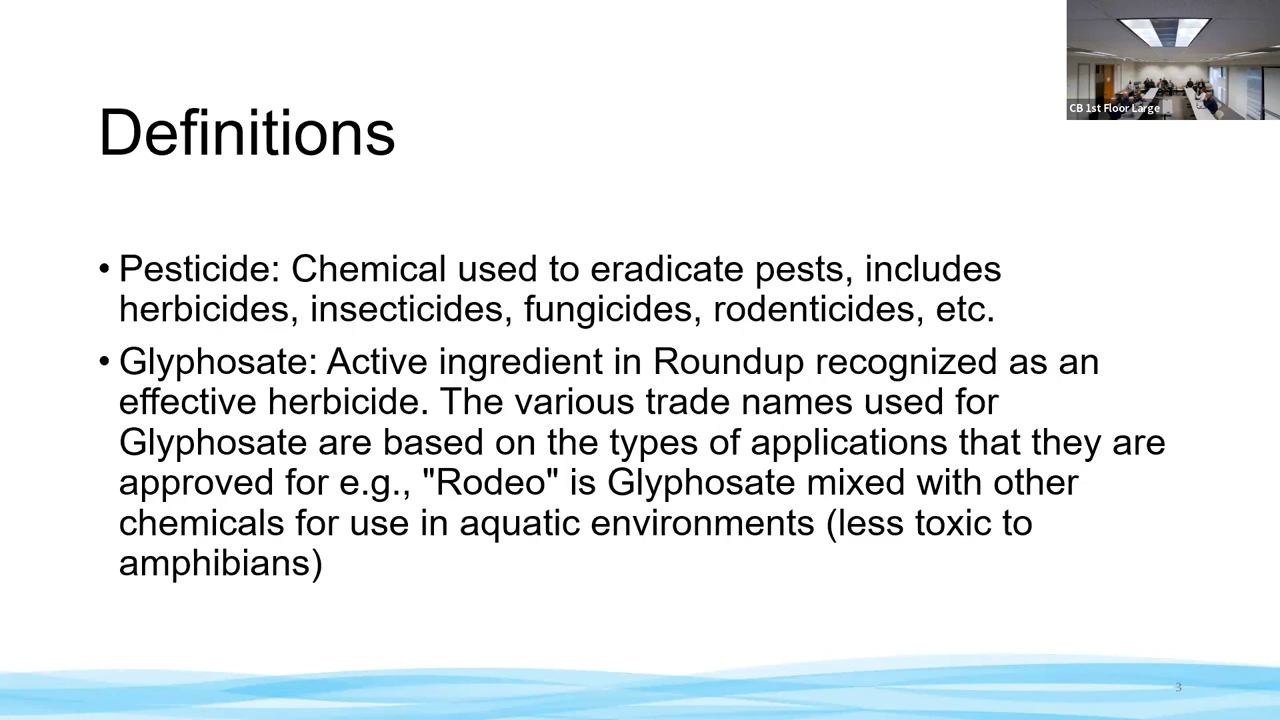 CB 1st Floor Large
Definitions
• Pesticide: Chemical used to eradicate pests, includes
herbicides, insecticides, fungicides, rodenticides, etc.
• Glyphosate: Active ingredient in Roundup recognized as an
effective herbicide. The various trade names used for
Glyphosate are based on the types of applications that they are
approved for e.g., "Rodeo" is Glyphosate mixed with other
chemicals for use in aquatic environments (less toxic to
amphibians)
3